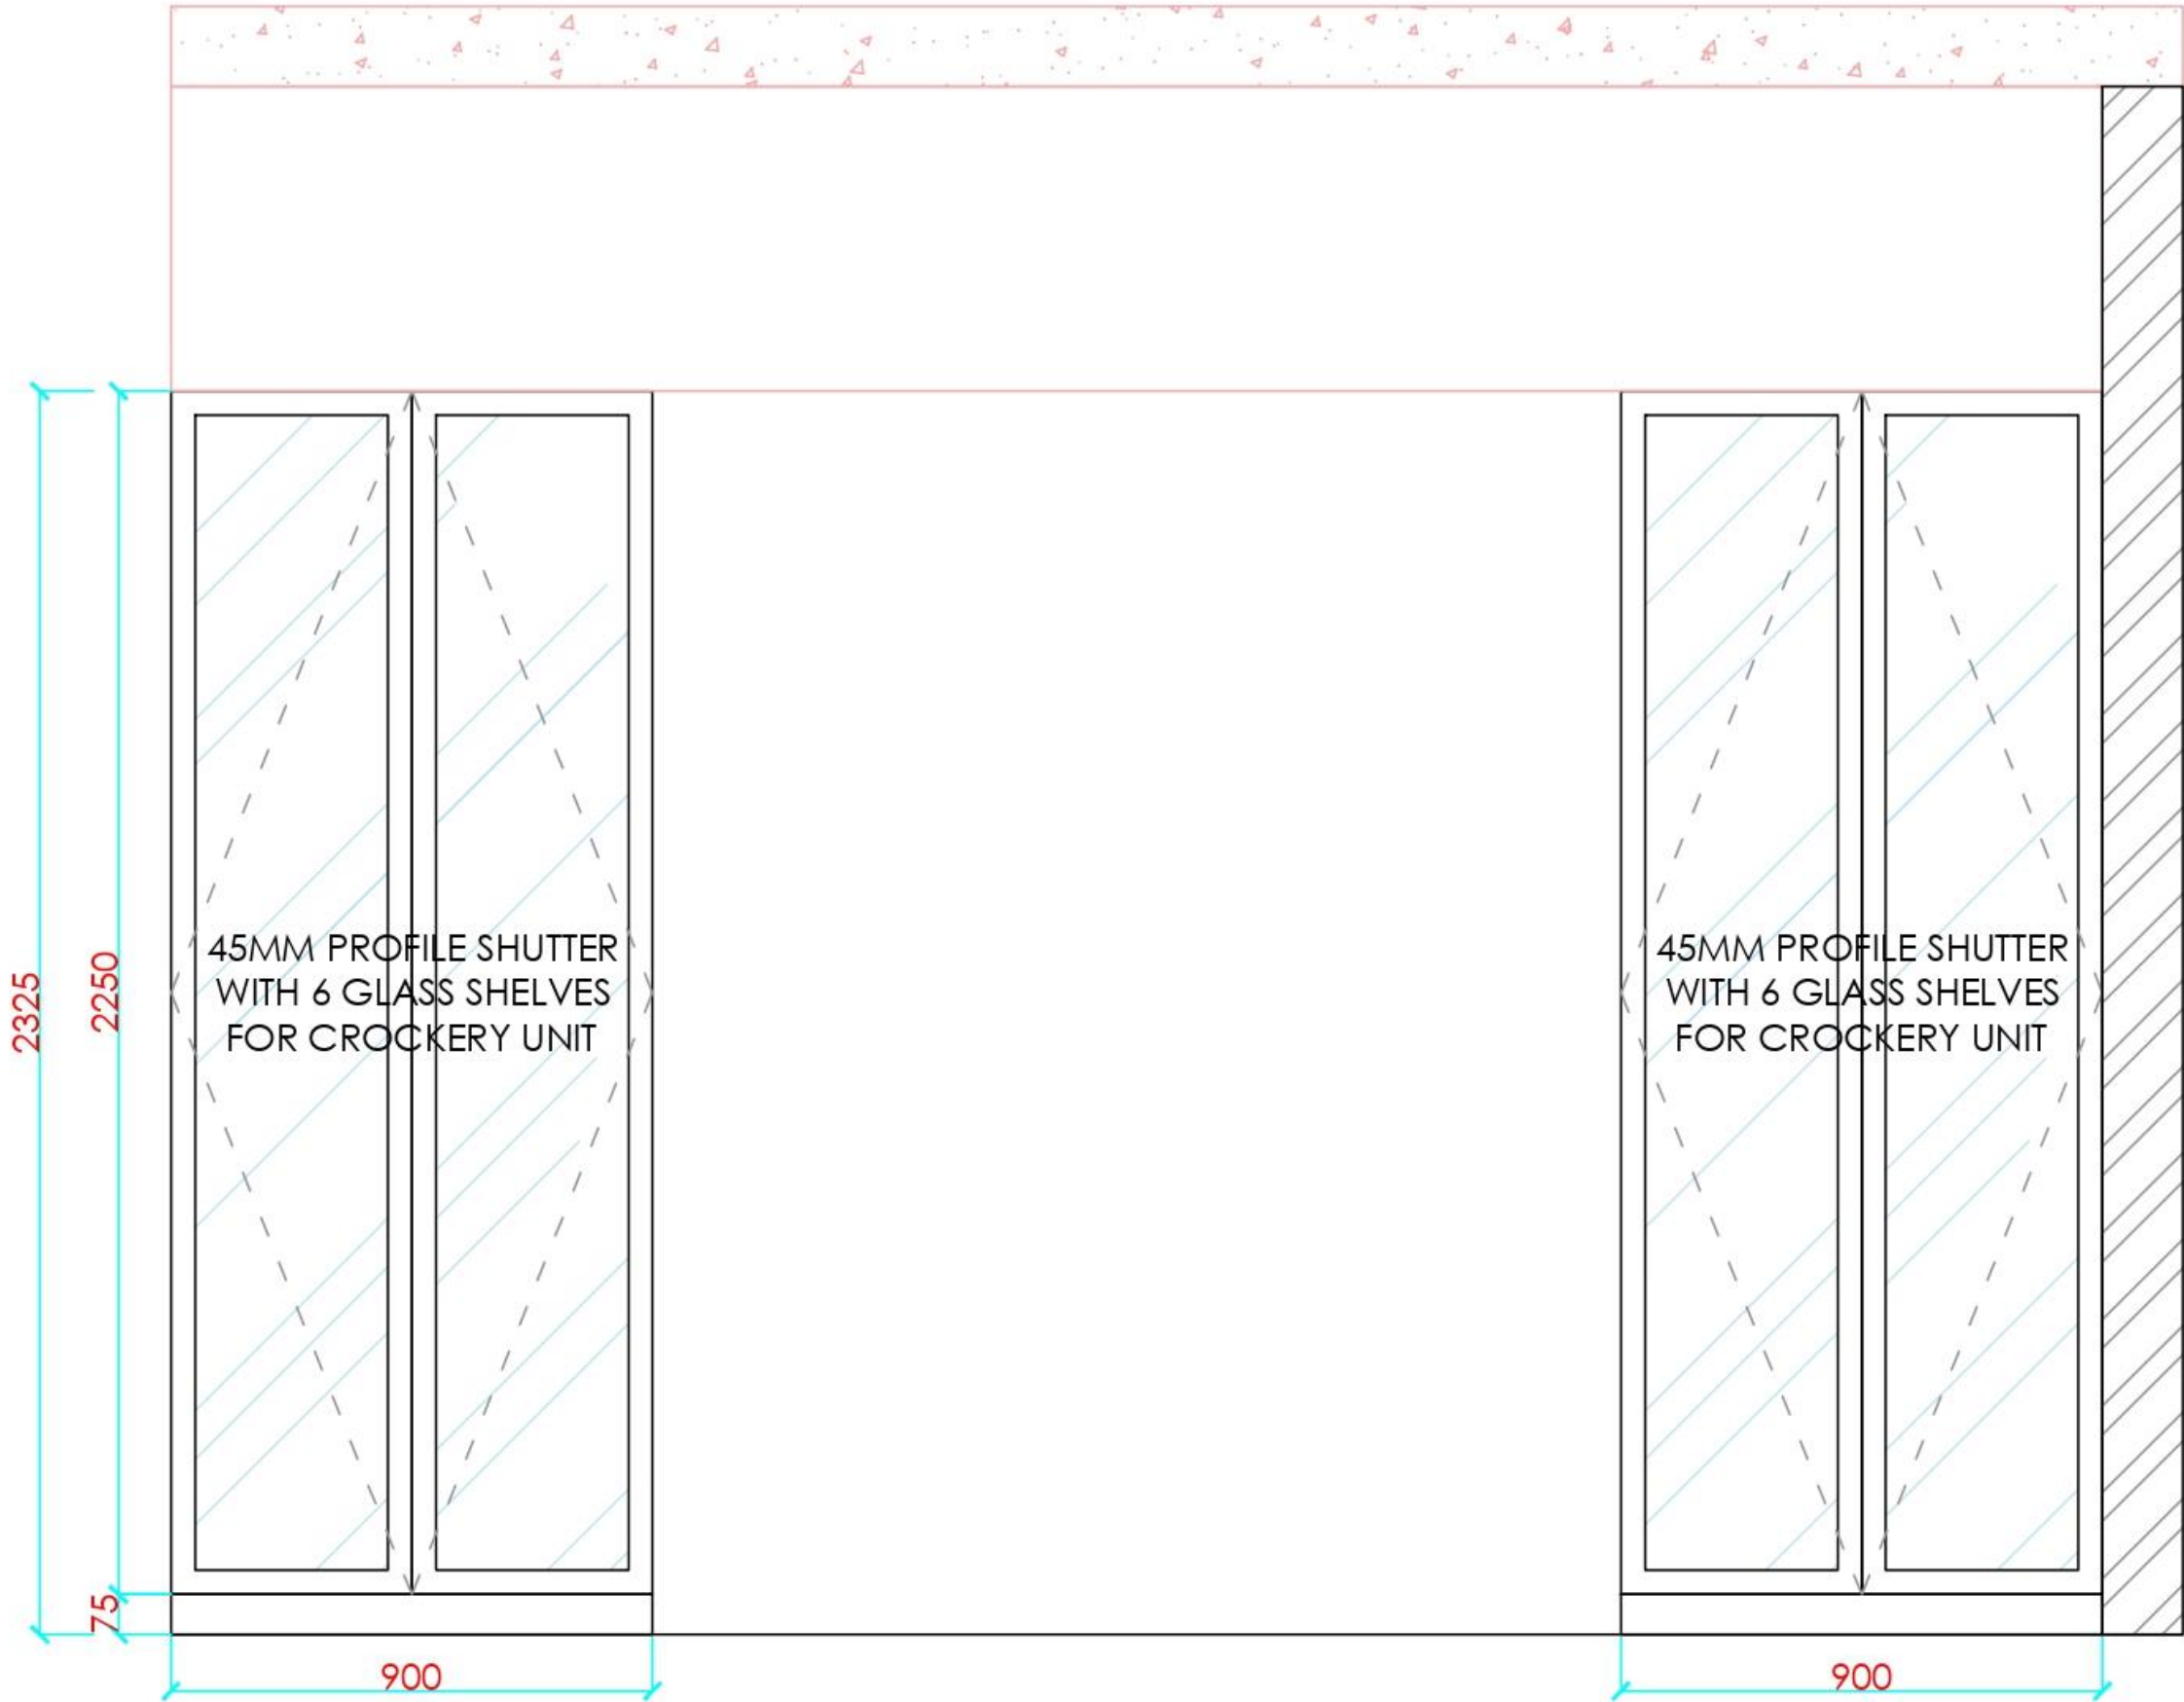 45MM PROFILE SHUTTER
WITH 6 GLASS SHELVES
FOR CROCKERY UNIT
45MM PROFILE SHUTTER
WITH 6 GLASS SHELVES
FOR CROCKERY UNIT
2325
2250
75
900
900